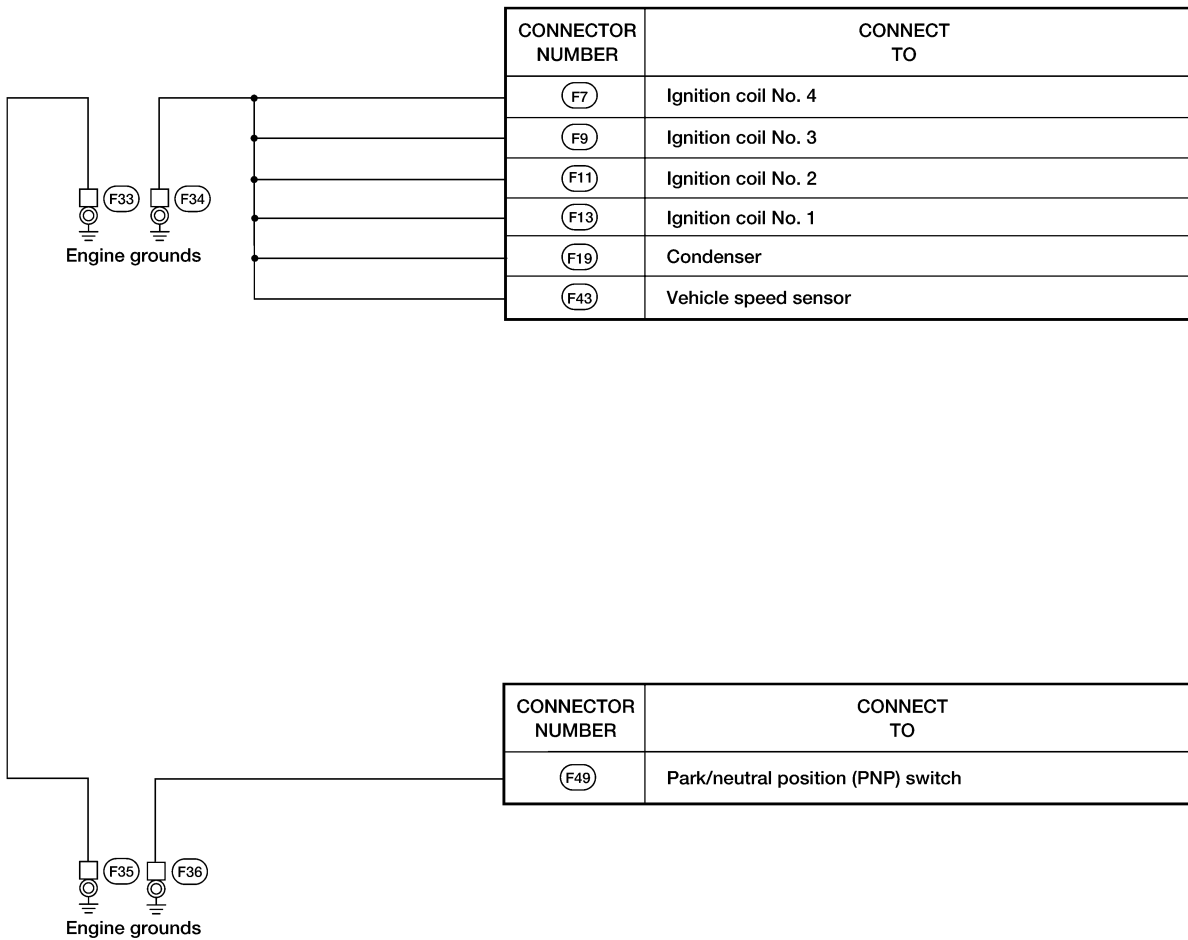 CONNECTOR NUMBER
CONNECT TO
F7 Ignition coil No. 4
F9 Ignition coil No. 3
F11 Ignition coil No. 2
F13 Ignition coil No. 1
F19 Condenser
F43 Vehicle speed sensor
F33 F34
Engine grounds
CONNECTOR NUMBER
CONNECT TO
F49 Park/neutral position (PNP) switch
F35 F36
Engine grounds